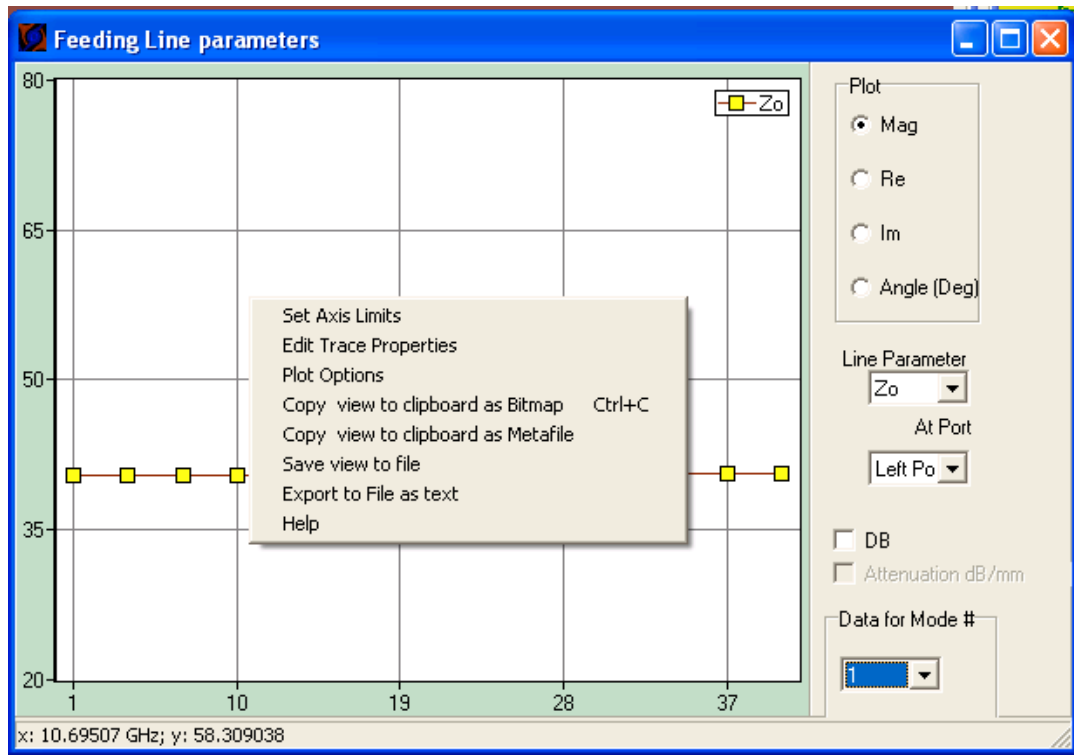 Feeding Line parameters
80
65
50
35
20
1 10 19 28 37
Zo
Set Axis Limits
Edit Trace Properties
Plot Options
Copy view to clipboard as Bitmap Ctrl+C
Copy view to clipboard as Metafile
Save view to file
Export to File as text
Help
Plot
Mag
Re
Im
Angle (Deg)
Line Parameter
Zo
At Port
Left Po
DB
Attenuation dB/mm
Data for Mode #
1
x: 10.69507 GHz; y: 58.309038